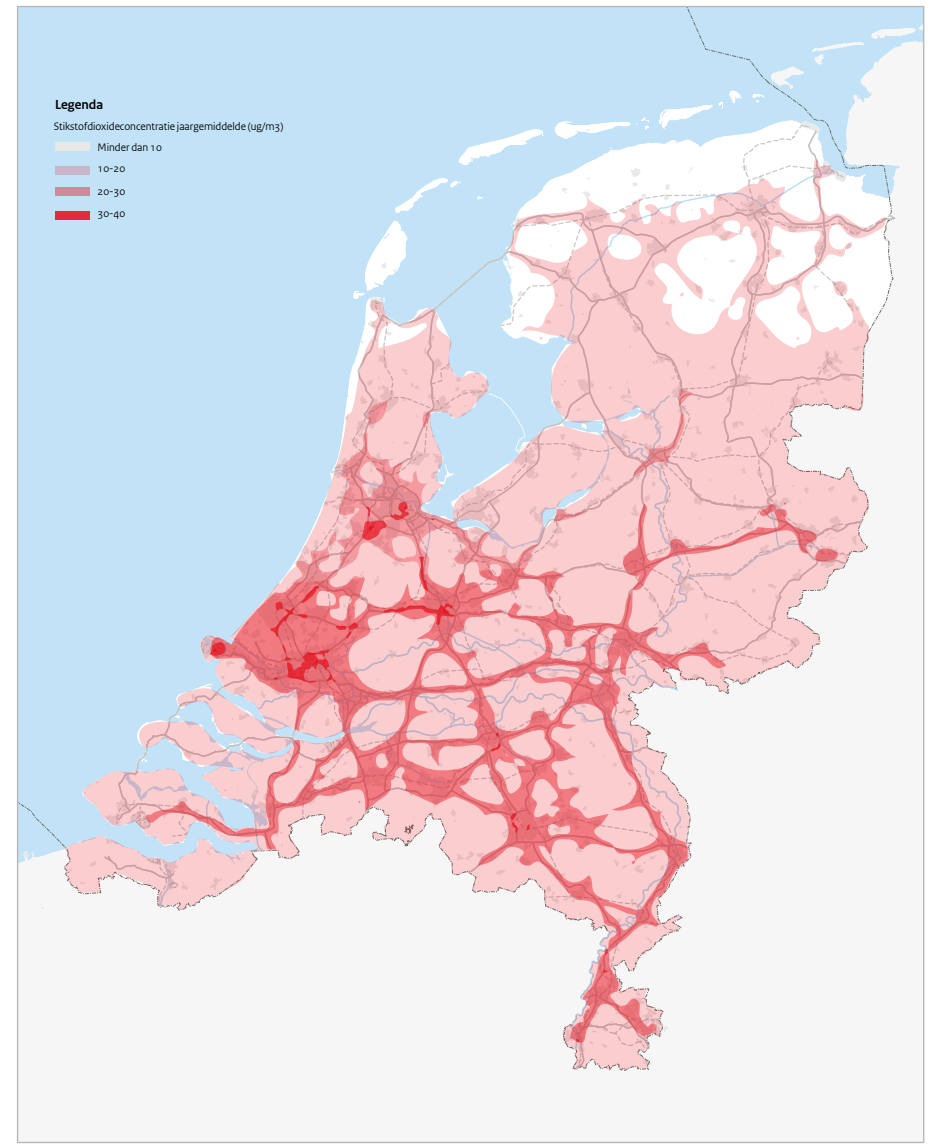 Legenda
Stikstofdioxideconcentratie jaargemiddelde (ug/m3)
Minder dan 10
10-20
20-30
30-40